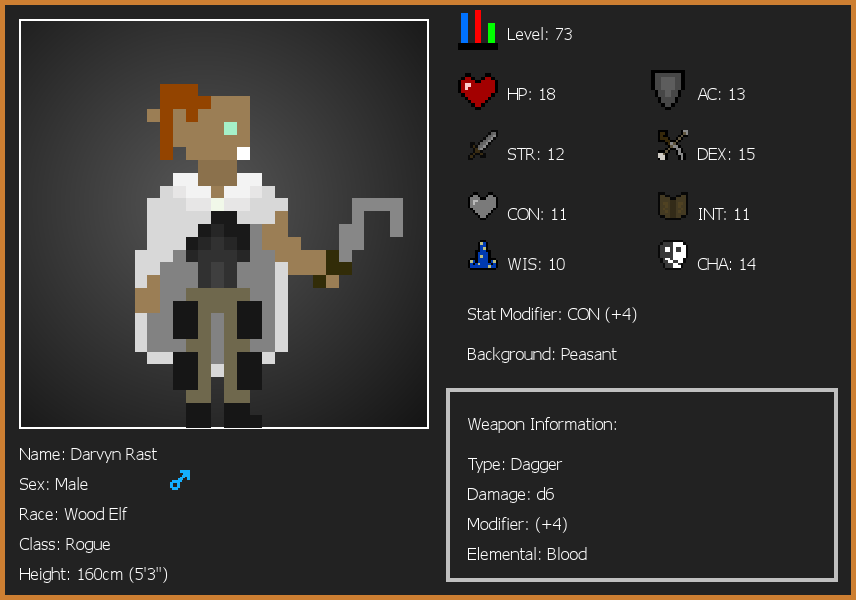 Level: 73
HP: 18
AC: 13
STR: 12
DEX: 15
CON: 11
INT: 11
WIS: 10
CHA: 14
Stat Modifier: CON (+4)
Background: Peasant
Weapon Information:
Type: Dagger
Damage: d6
Modifier: (+4)
Elemental: Blood
Name: Darvyn Rast
Sex: Male
Race: Wood Elf
Class: Rogue
Height: 160cm (5'3")